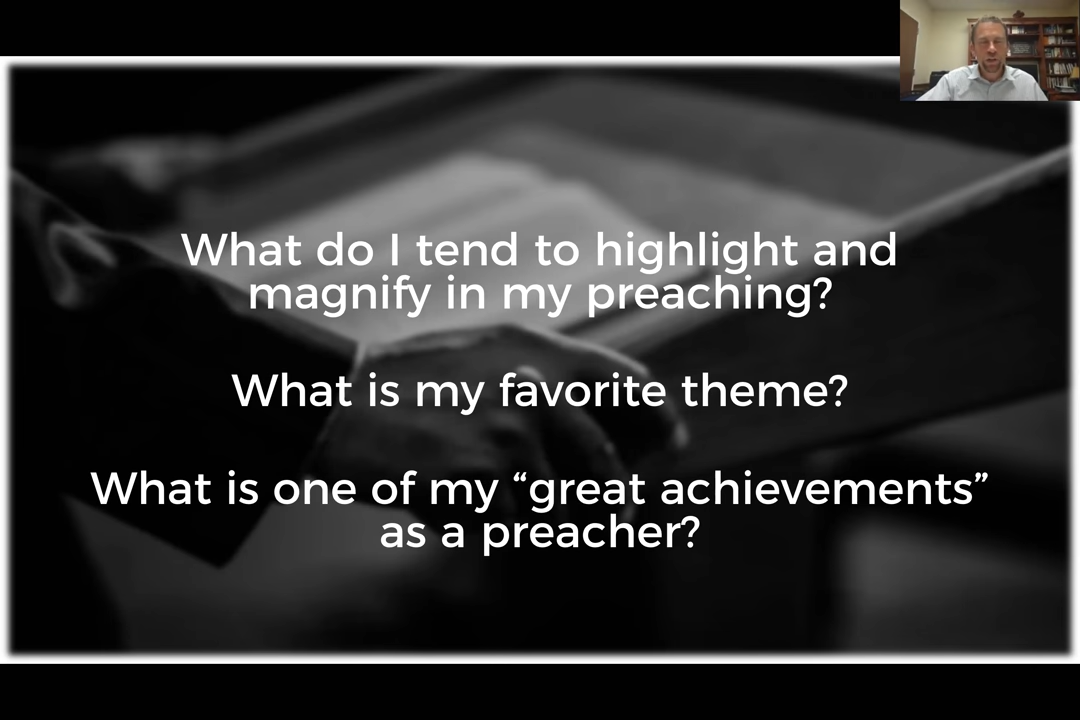 What do I tend to highlight and
magnify in my preaching?
What is my favorite theme?
What is one of my “great achievements”
as a preacher?